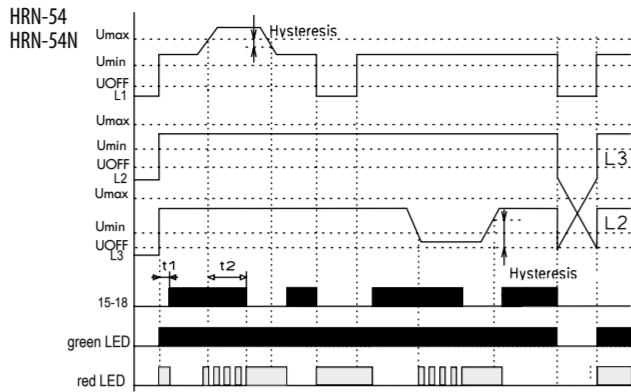 HRN-54
HRN-54N
Umax
Hysteresis
Umin
UOFF
L1
Umax
Umin
UOFF
L3
L2
Umax
Umin
L2
UOFF
L3
Hysteresis
t1
t2
15-18
green LED
red LED